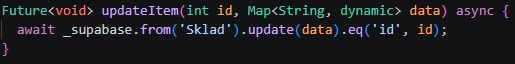 Future<void> updateItem(int id, Map<String, dynamic> data) async {
  await _supabase.from('Sklad').update(data).eq('id', id);
}